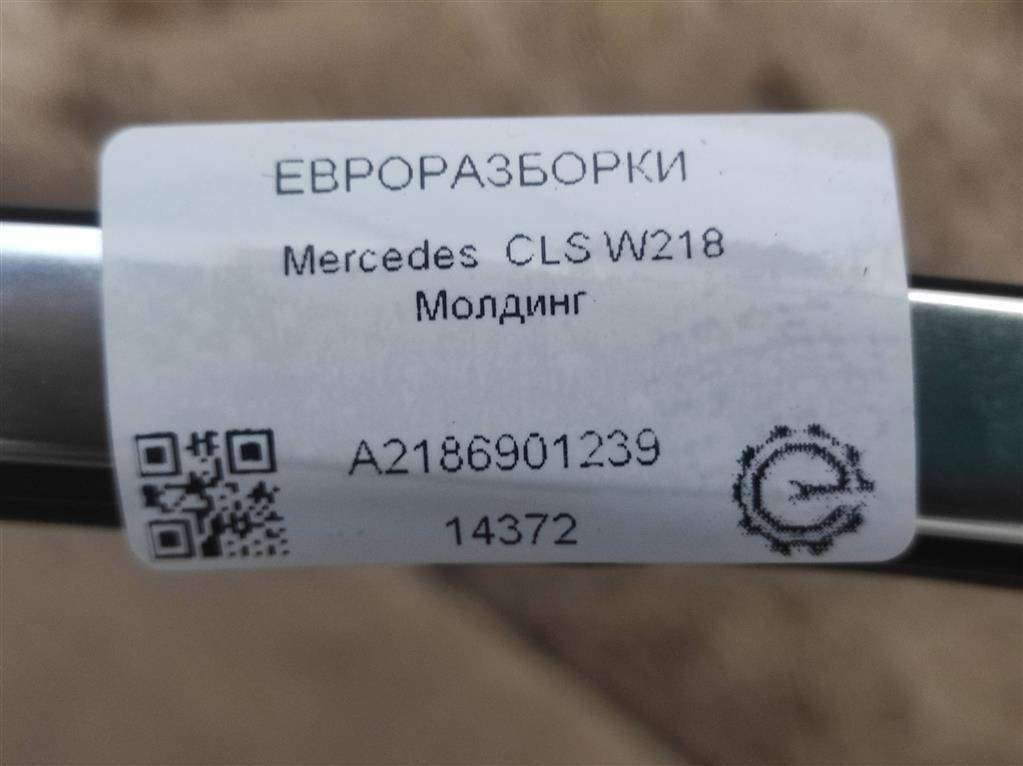 ЕВРОРАЗБОРКИ
Mercedes CLS W218
Молдинг
A2186901239
14372